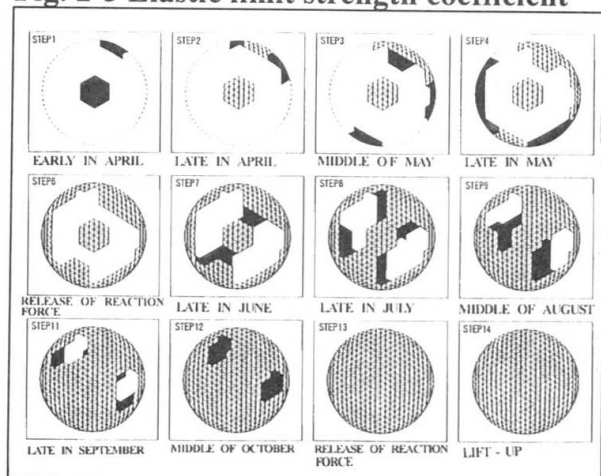 Fig. 2-3 Elastic limit strength coefficient
STEP1
STEP2
STEP3
STEP4
EARLY IN APRIL
LATE IN APRIL
MIDDLE OF MAY
LATE IN MAY
STEP6
STEP7
STEP8
STEP9
RELEASE OF REACTION
FORCE
LATE IN JUNE
LATE IN JULY
MIDDLE OF AUGUST
STEP11
STEP12
STEP13
STEP14
LATE IN SEPTEMBER
MIDDLE OF OCTOBER
RELEASE OF REACTION
FORCE
LIFT - UP